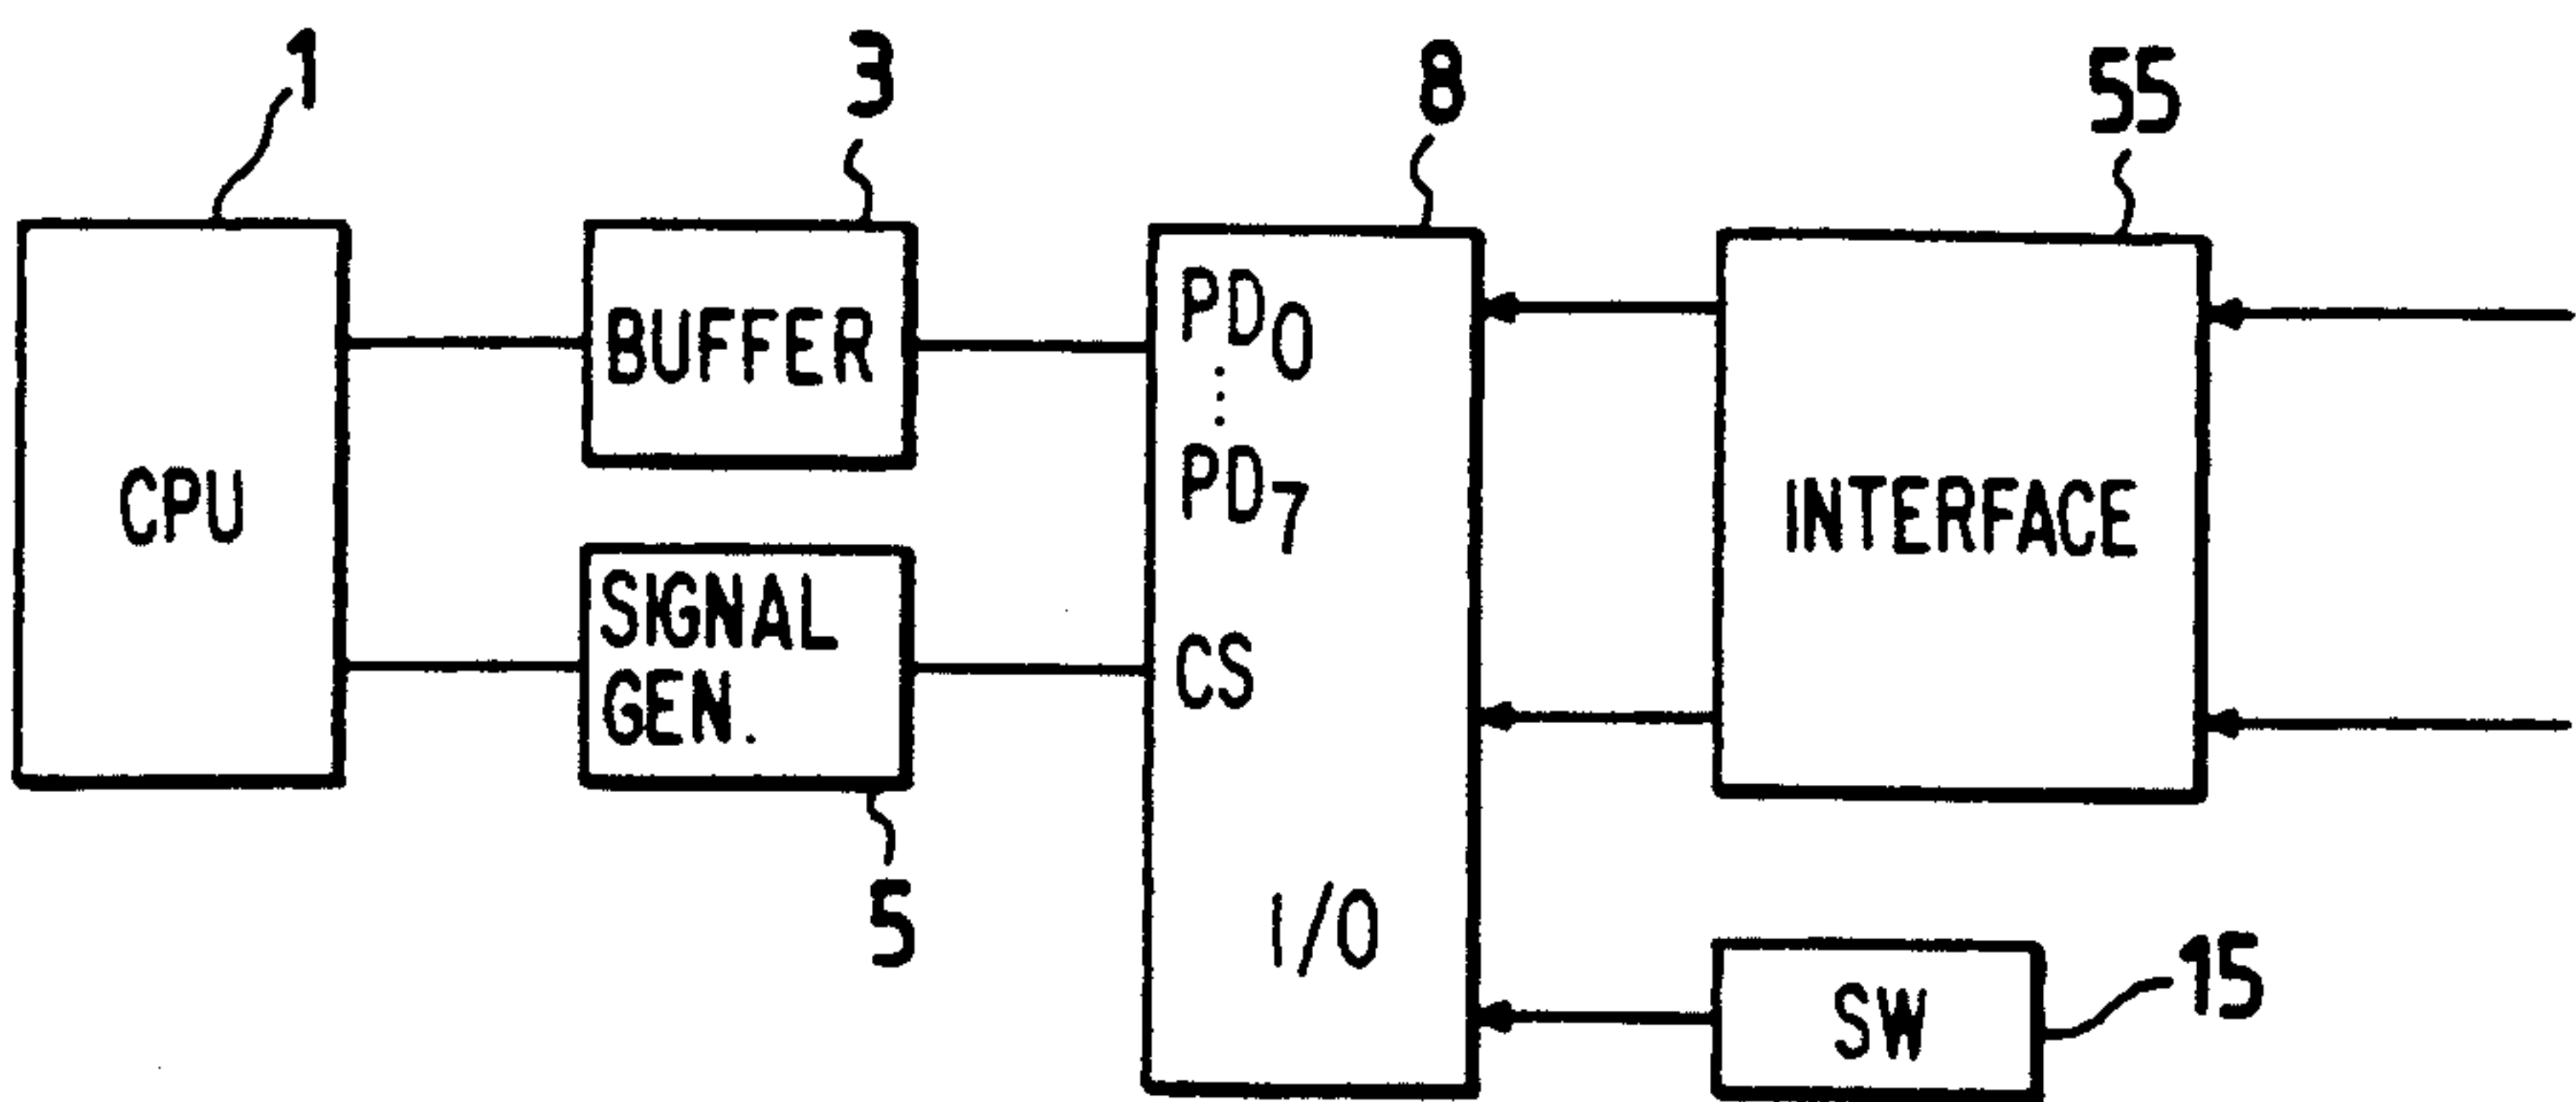 1
3
8
55
CPU
BUFFER
PD0
PD7
INTERFACE
SIGNAL
GEN.
CS
5
I/O
SW
15